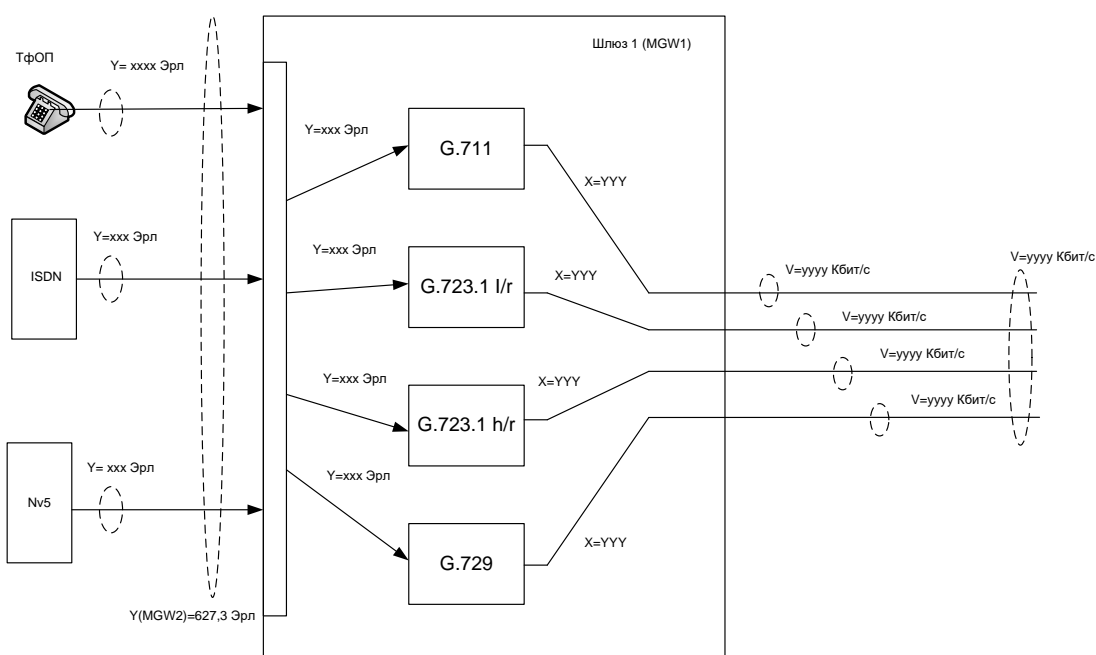 Шлюз 1 (MGW1)
ТфОП
Y= xxxx Эрл
Y=xxx Эрл
G.711
X=YYY
Y=xxx Эрл
Y=xxx Эрл
ISDN
G.723.1 l/r
X=YYY
V=yyyy Кбит/с
V=yyyy Кбит/с
V=yyyy Кбит/с
V=yyyy Кбит/с
Y=xxx Эрл
X=YYY
G.723.1 h/r
V=yyyy Кбит/с
Y= xxx Эрл
Y=xxx Эрл
Nv5
G.729
X=YYY
Y(MGW2)=627,3 Эрл